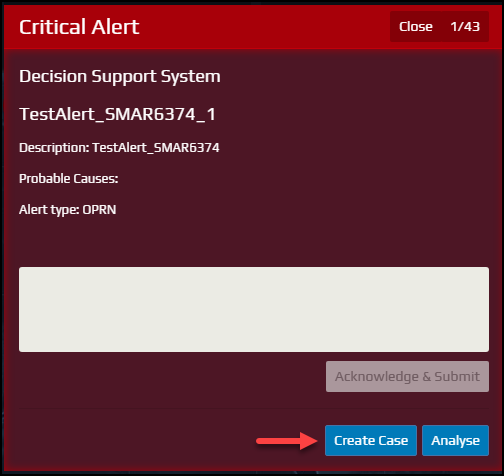 Critical Alert
Close 1/43
Decision Support System
TestAlert_SMAR6374_1
Description: TestAlert_SMAR6374
Probable Causes:
Alert type: OPRN
Acknowledge & Submit
Create Case Analyse